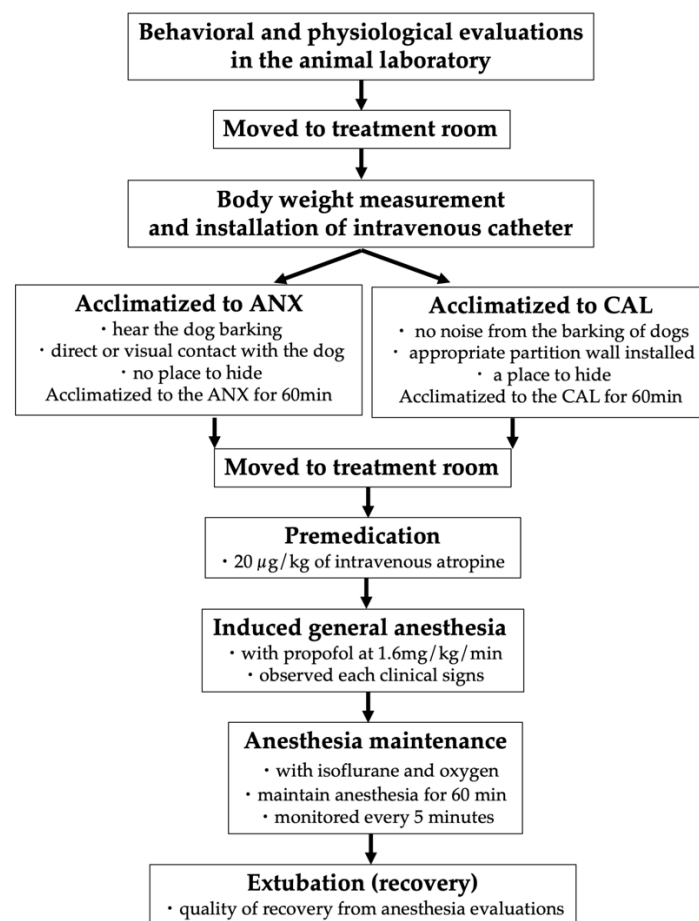 Behavioral and physiological evaluations
in the animal laboratory
Moved to treatment room
Body weight measurement
and installation of intravenous catheter
Acclimatized to ANX
・hear the dog barking
・direct or visual contact with the dog
・no place to hide
Acclimatized to the ANX for 60min
Acclimatized to CAL
・no noise from the barking of dogs
・appropriate partition wall installed
・a place to hide
Acclimatized to the CAL for 60min
Moved to treatment room
Premedication
・20 µg/kg of intravenous atropine
Induced general anesthesia
・with propofol at 1.6mg/kg/min
・observed each clinical signs
Anesthesia maintenance
・with isoflurane and oxygen
・maintain anesthesia for 60 min
・monitored every 5 minutes
Extubation (recovery)
・quality of recovery from anesthesia evaluations